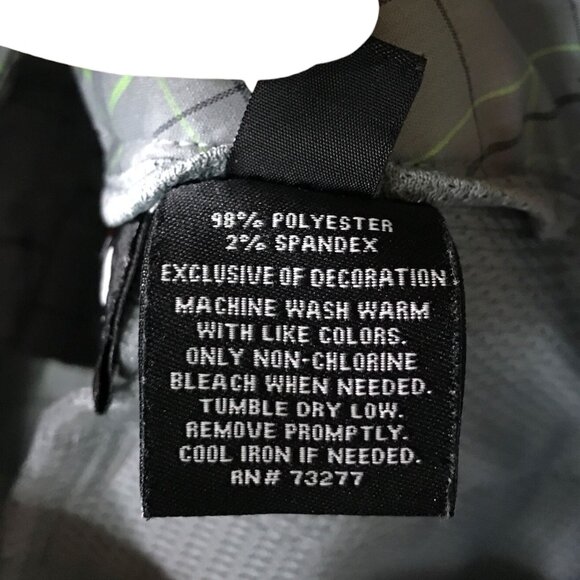 98% POLYESTER
2% SPANDEX
EXCLUSIVE OF DECORATION
MACHINE WASH WARM
WITH LIKE COLORS.
ONLY NON-CHLORINE
BLEACH WHEN NEEDED.
TUMBLE DRY LOW.
REMOVE PROMPTLY.
COOL IRON IF NEEDED.
RN# 73277